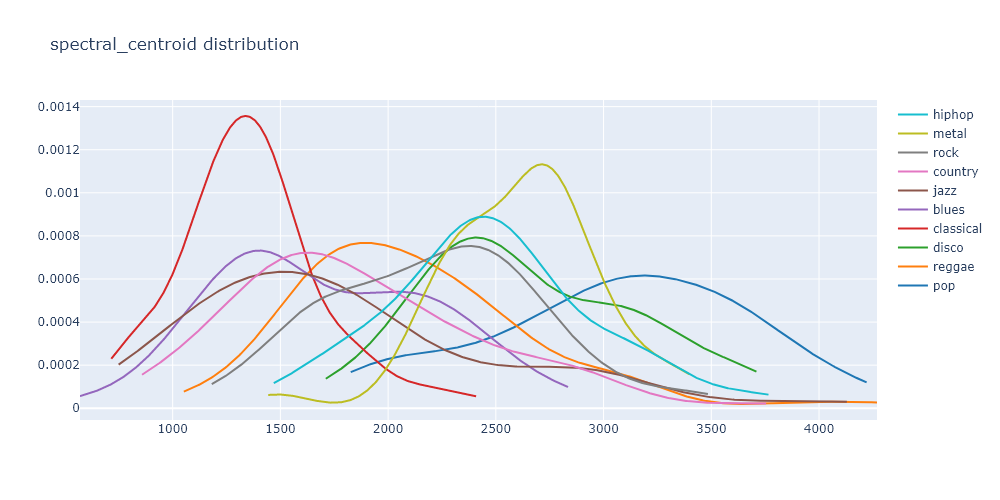 spectral_centroid distribution
0.0014
0.0012
0.001
0.0008
0.0006
0.0004
0.0002
0
1000 1500 2000 2500 3000 3500 4000
hiphop
metal
rock
country
jazz
blues
classical
disco
reggae
pop